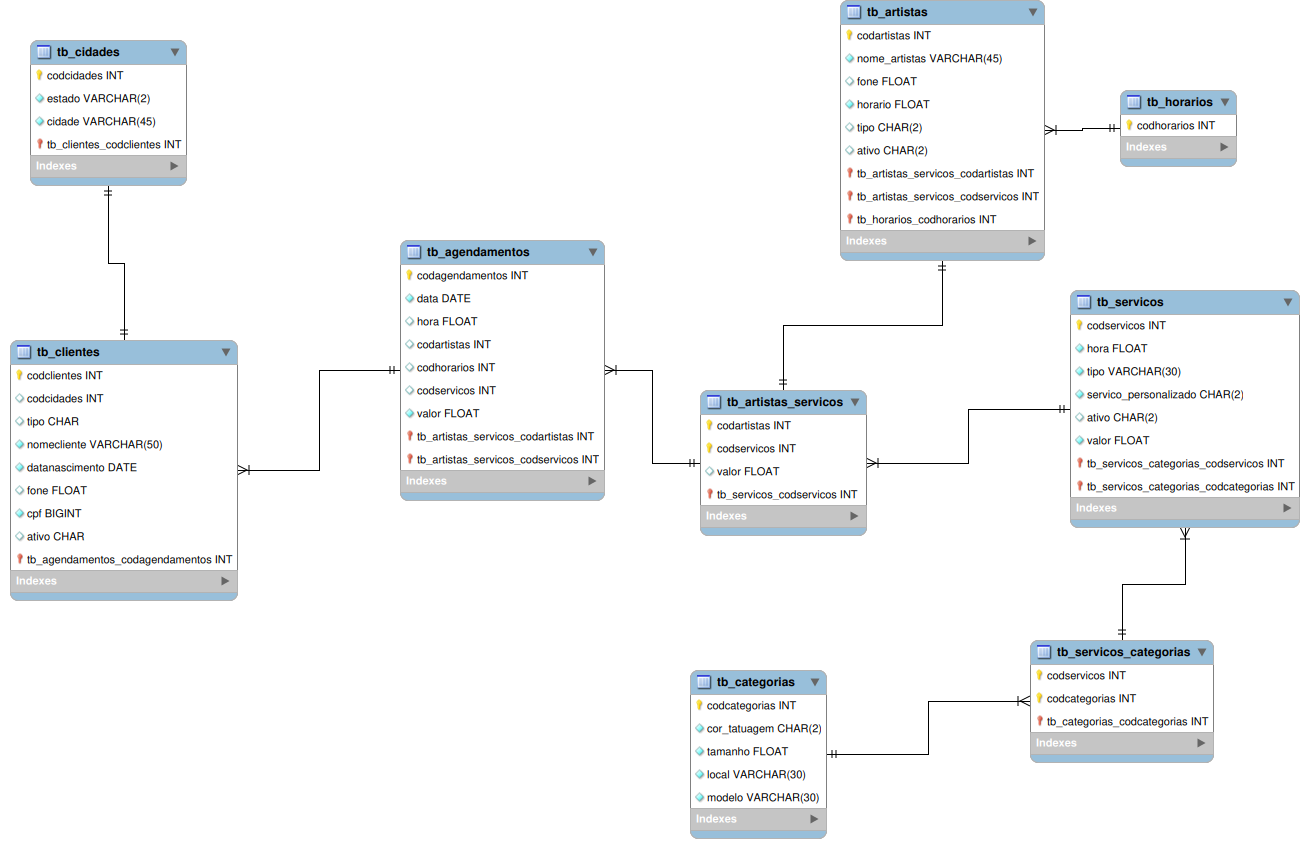 tb_cidades
codcidades INT
estado VARCHAR(2)
cidade VARCHAR(45)
tb_clientes_codclientes INT
Indexes
tb_clientes
codclientes INT
codcidades INT
tipo CHAR
nomecliente VARCHAR(50)
datanascimento DATE
fone FLOAT
cpf BIGINT
ativo CHAR
tb_agendamentos_codagendamentos INT
Indexes
tb_agendamentos
codagendamentos INT
data DATE
hora FLOAT
codartistas INT
codhorarios INT
codservicos INT
valor FLOAT
tb_artistas_servicos_codartistas INT
tb_artistas_servicos_codservicos INT
Indexes
tb_artistas
codartistas INT
nome_artistas VARCHAR(45)
fone FLOAT
horario FLOAT
tipo CHAR(2)
ativo CHAR(2)
tb_artistas_servicos_codartistas INT
tb_artistas_servicos_codservicos INT
tb_horarios_codhorarios INT
Indexes
tb_horarios
codhorarios INT
Indexes
tb_artistas_servicos
codartistas INT
codservicos INT
valor FLOAT
tb_servicos_codservicos INT
Indexes
tb_servicos
codservicos INT
hora FLOAT
tipo VARCHAR(30)
servico_personalizado CHAR(2)
ativo CHAR(2)
valor FLOAT
tb_servicos_categorias_codservicos INT
tb_servicos_categorias_codcategorias INT
Indexes
tb_categorias
codcategorias INT
cor_tatuagem CHAR(2)
tamanho FLOAT
local VARCHAR(30)
modelo VARCHAR(30)
Indexes
tb_servicos_categorias
codservicos INT
codcategorias INT
tb_categorias_codcategorias INT
Indexes